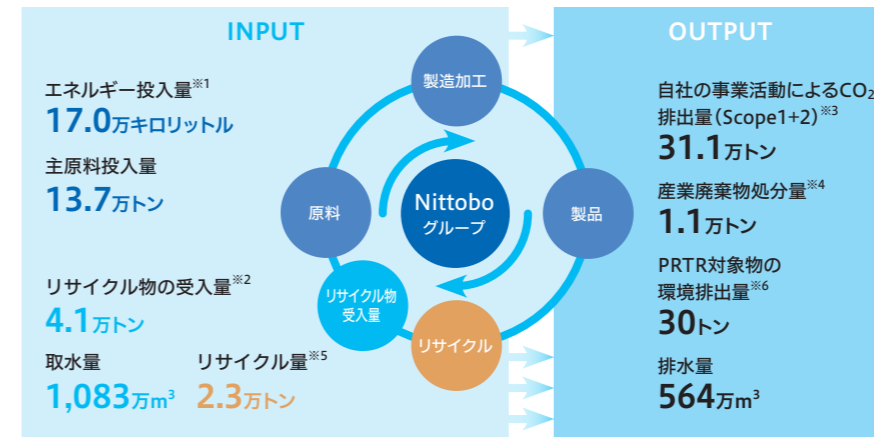 INPUT
エネルギー投入量※1
17.0万キロリットル
主原料投入量
13.7万トン
リサイクル物の受入量※2
4.1万トン
取水量
1,083万m³
リサイクル量※5
2.3万トン
製造加工
原料
Nittobo
グループ
製品
リサイクル物
受入量
リサイクル
OUTPUT
自社の事業活動によるCO₂
排出量(Scope1+2)※3
31.1万トン
産業廃棄物処分量※4
1.1万トン
PRTR対象物の
環境排出量※6
30トン
排水量
564万m³